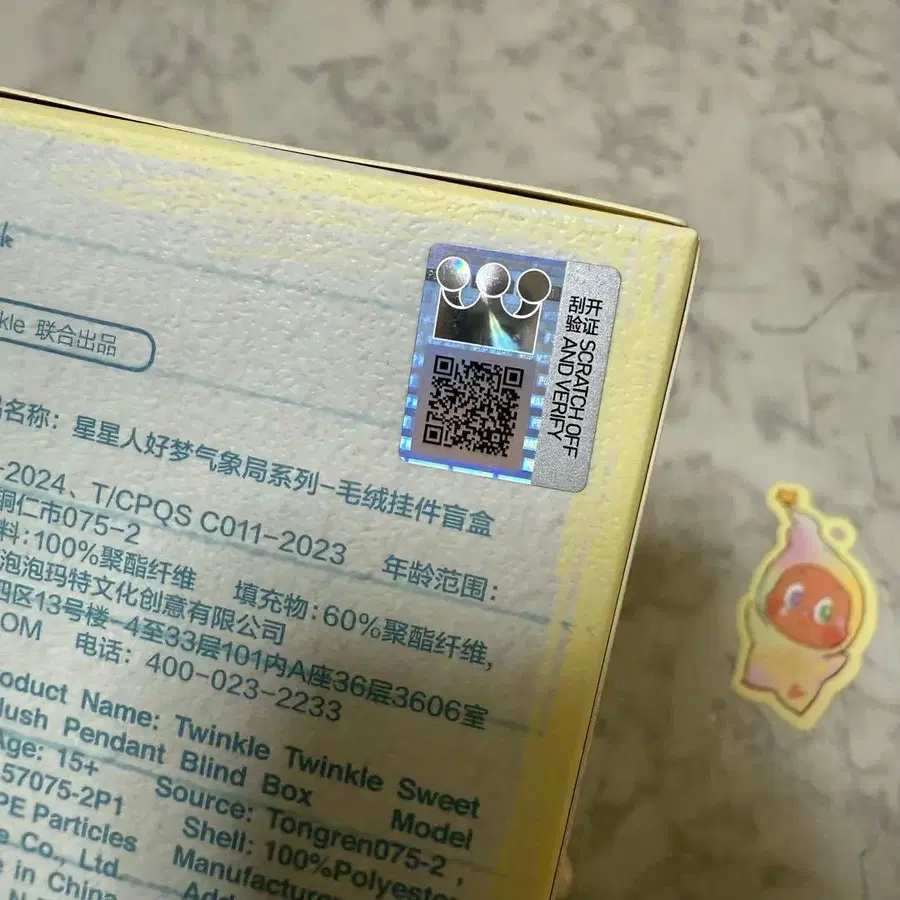 kle 联合出品
刮开
验证
SCRATCH OFF
AND VERIFY
名称：星星人好梦气象局系列-毛绒挂件盲盒
-2024、T/CPQS C011-2023 年龄范围：
铜仁市075-2
料:100%聚酯纤维 填充物:60%聚酯纤维,
泡泡玛特文化创意有限公司
四区13号楼-4至33层101内A座36层3606室
OM 电话：400-023-2233
oduct Name: Twinkle Twinkle Sweet
lush Pendant Blind Box Model
Age: 15+ Source: Tongren075-2，
57075-2P1 Shell: 100%Polyester
PE Particles Manufacturer
e Co., Ltd. Add
e in China